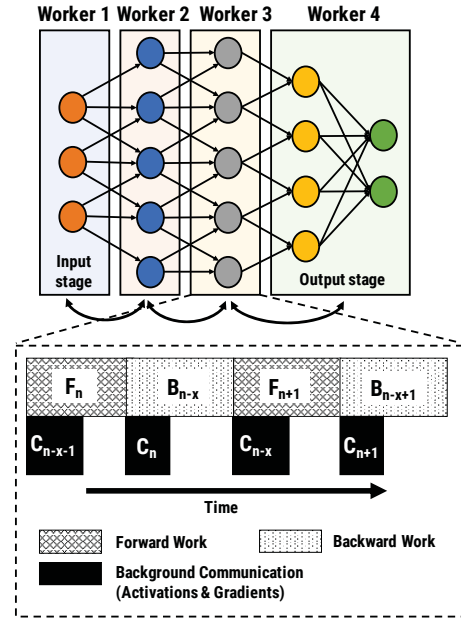 Worker 1 Worker 2 Worker 3 Worker 4
Input
stage
Output stage
Fn Bn-x Fn+1 Bn-x+1
Cn-x-1 Cn Cn-x Cn+1
Time
Forward Work Backward Work
Background Communication
(Activations & Gradients)